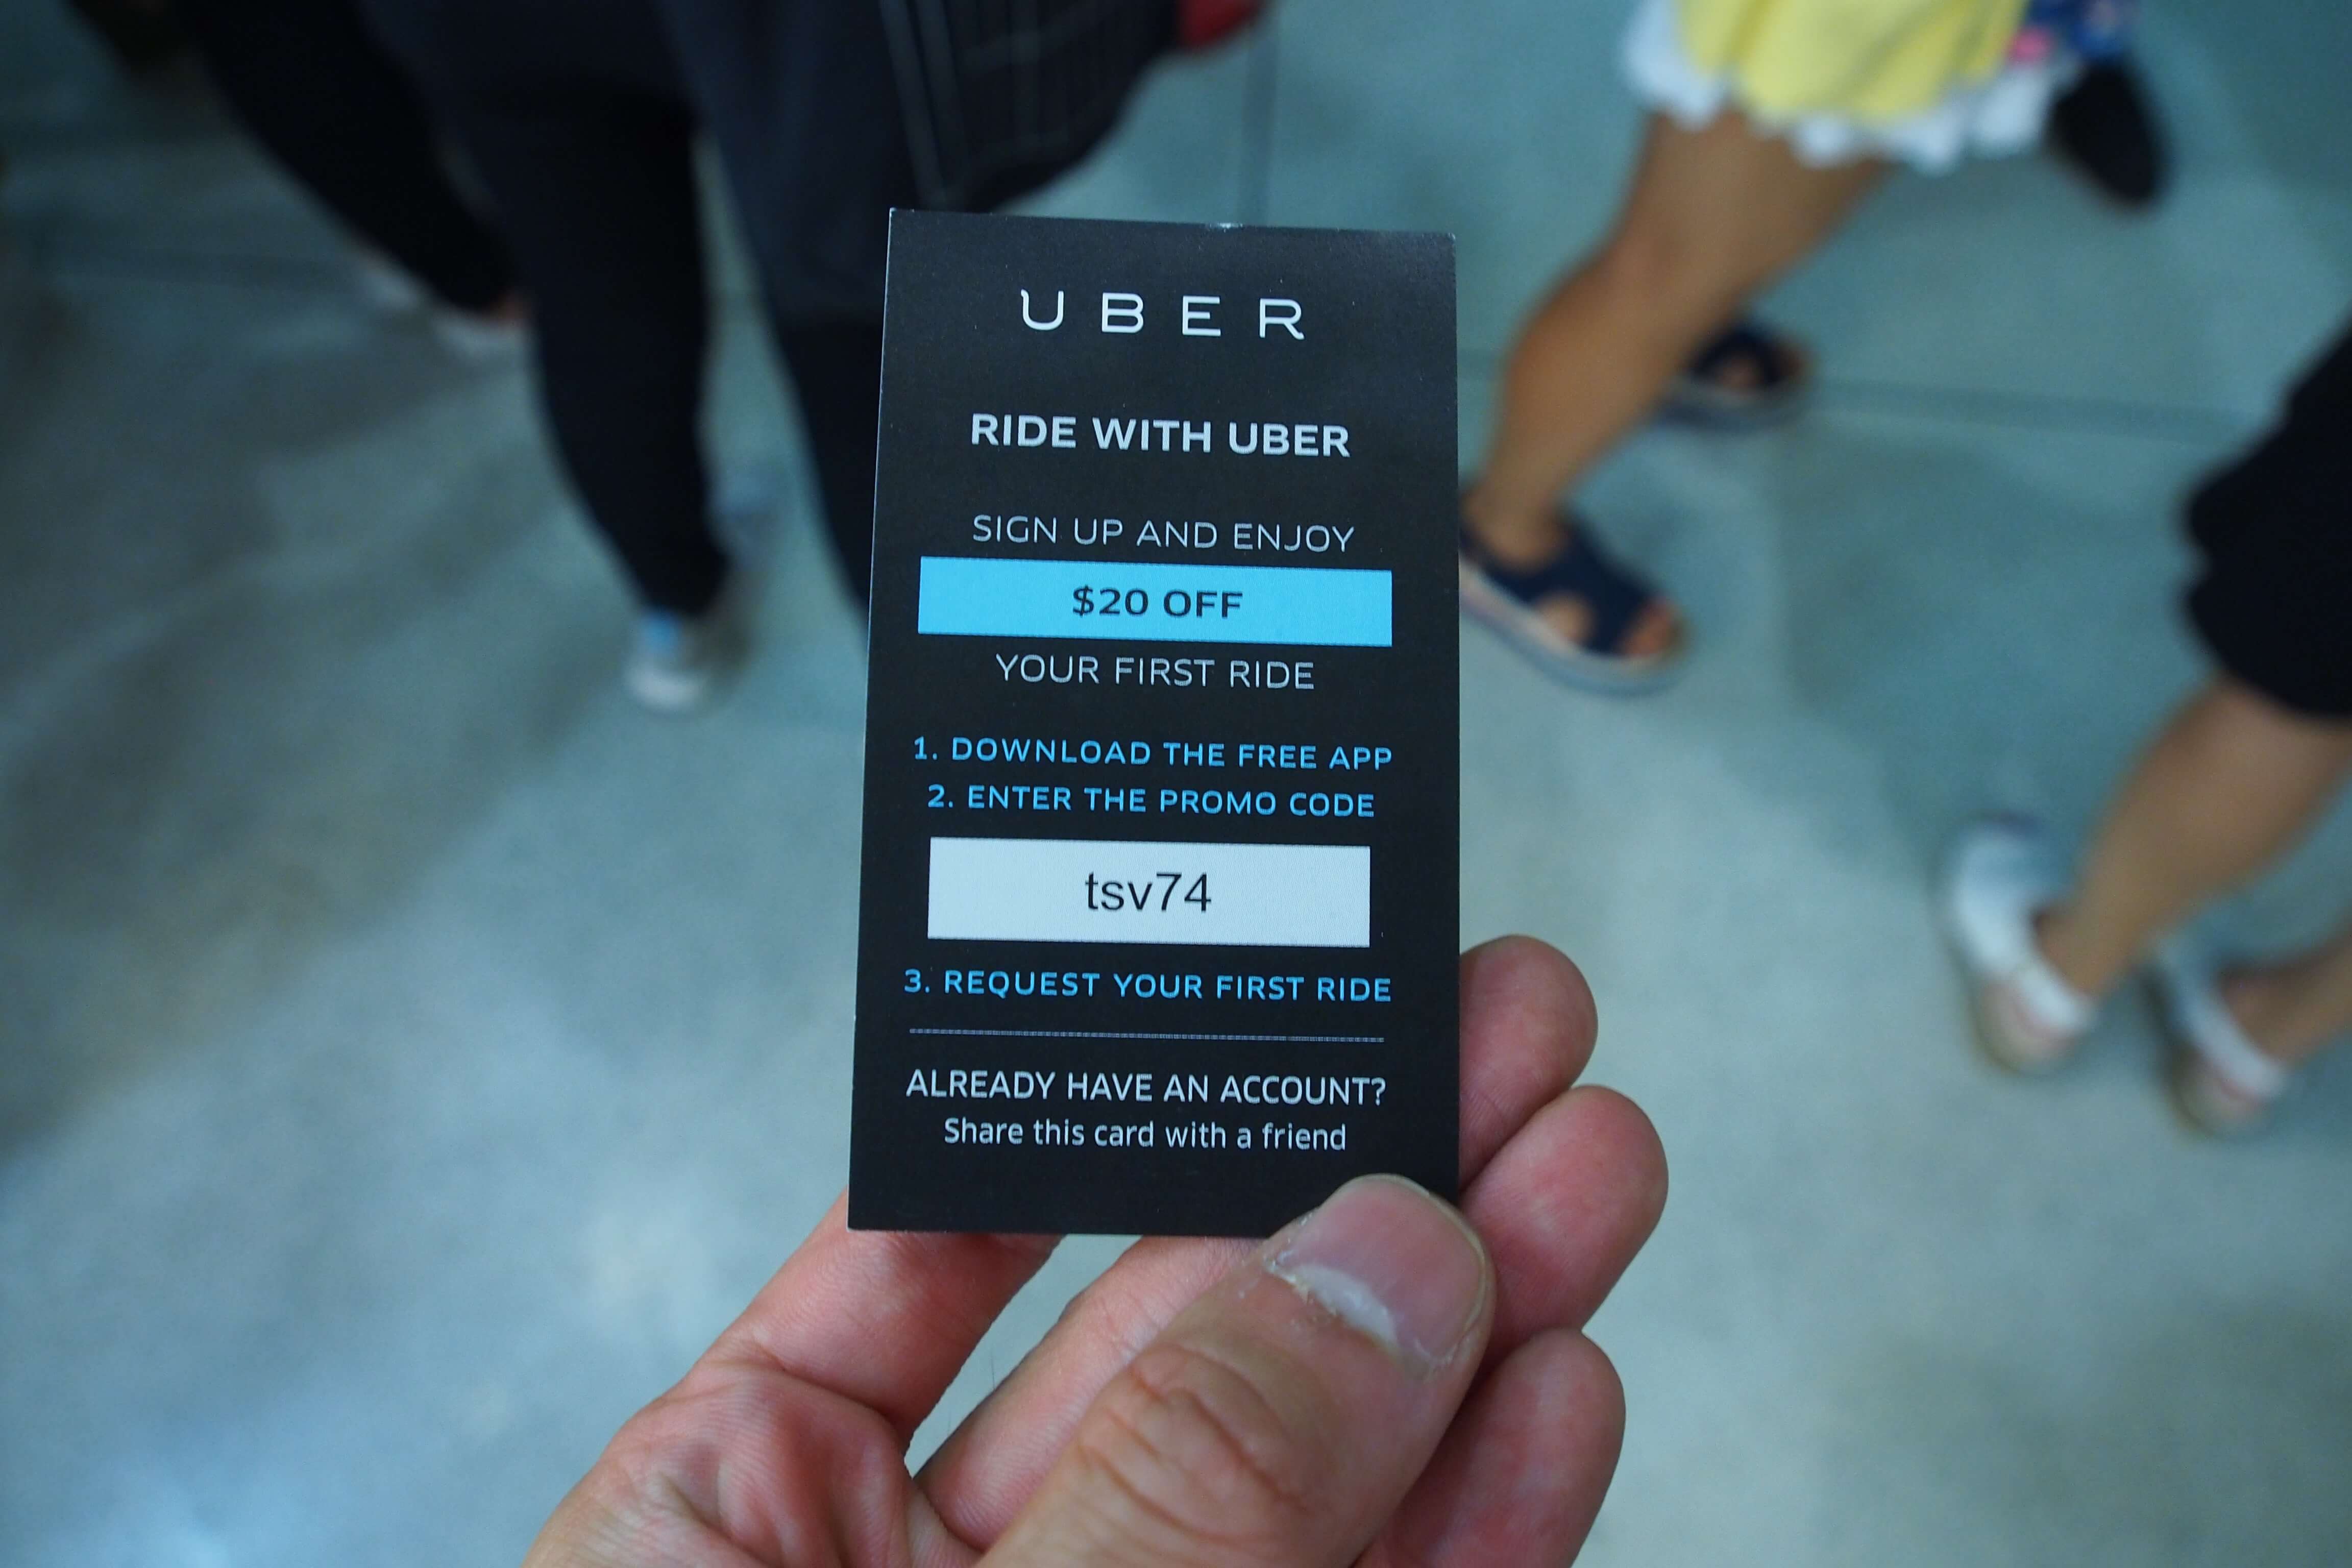 UBER
RIDE WITH UBER
SIGN UP AND ENJOY
$20 OFF
YOUR FIRST RIDE
1. DOWNLOAD THE FREE APP
2. ENTER THE PROMO CODE
tsv74
3. REQUEST YOUR FIRST RIDE
ALREADY HAVE AN ACCOUNT?
Share this card with a friend